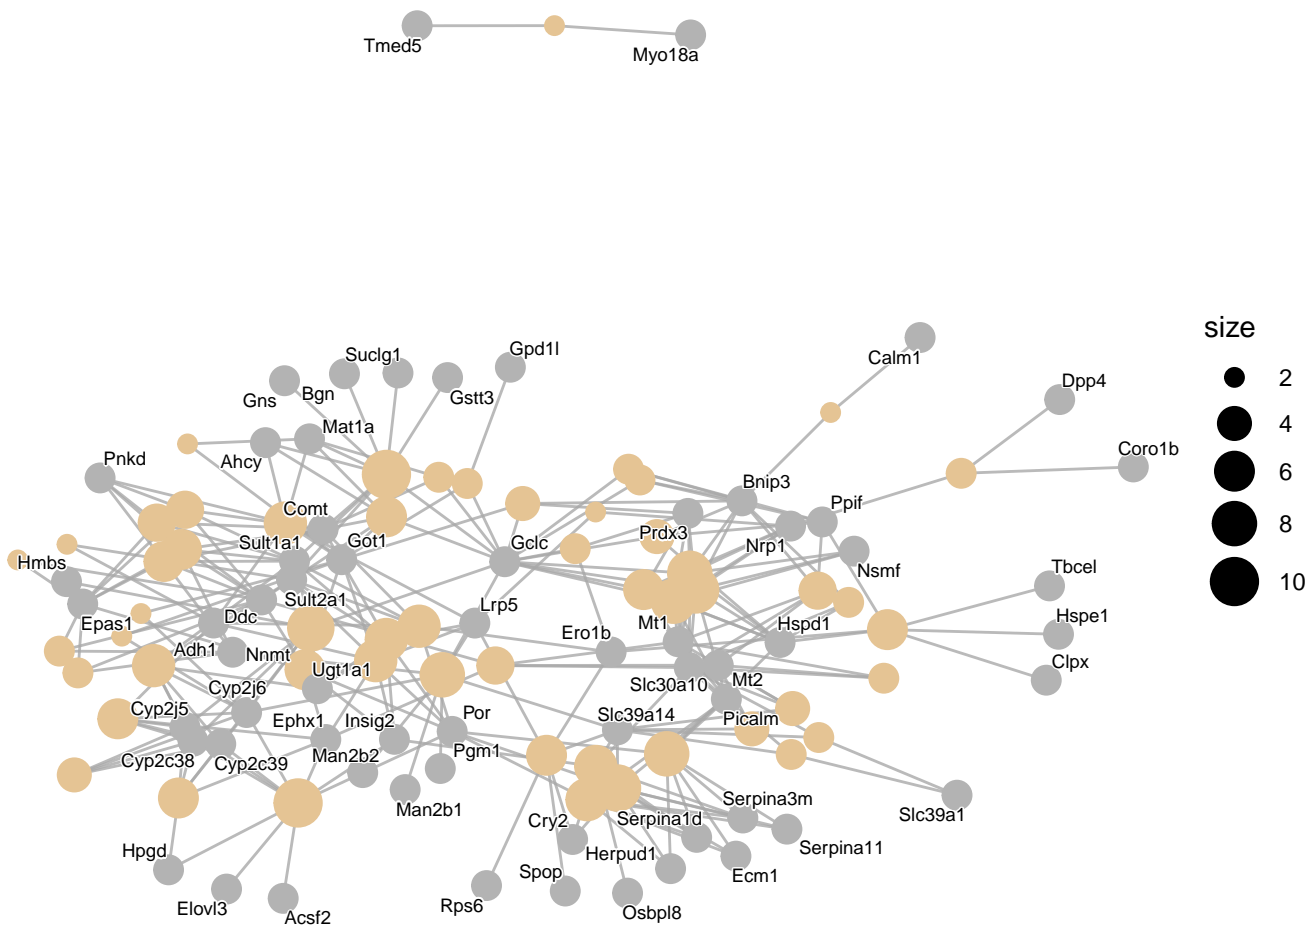 Tmed5
Myo18a
size
2
4
6
8
10
Gpd1l
Suclg1
Calm1
Dpp4
Gns
Bgn
Gstt3
Mat1a
Coro1b
Pnkd
Ahcy
Bnip3
Comt
Ppif
Prdx3
Sult1a1
Got1
Gclc
Nrp1
Hmbs
Nsmf
Tbcel
Sult2a1
Lrp5
Epas1
Ddc
Mt1
Hspd1
Hspe1
Ero1b
Adh1
Nnmt
Ugt1a1
Clpx
Slc30a10
Mt2
Cyp2j6
Cyp2j5
Ephx1
Insig2
Por
Slc39a14
Picalm
Pgm1
Man2b2
Cyp2c38
Cyp2c39
Man2b1
Serpina3m
Slc39a1
Cry2
Serpina1d
Serpina11
Hpgd
Herpud1
Spop
Ecm1
Elovl3
Acsf2
Rps6
Osbpl8